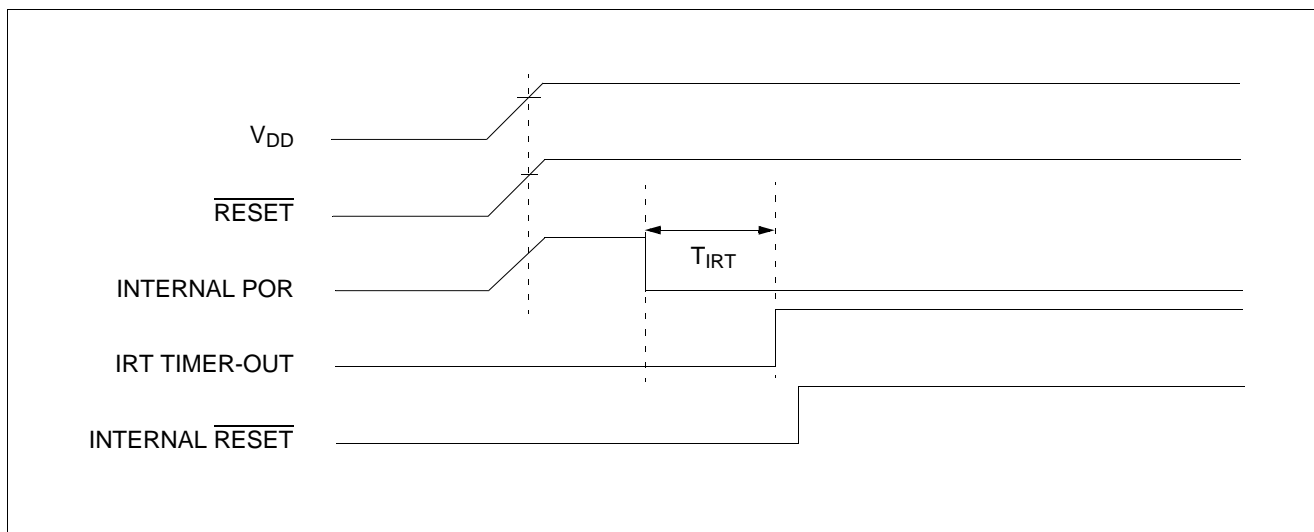 VDD
RESET
TIRT
INTERNAL POR
IRT TIMER-OUT
INTERNAL RESET